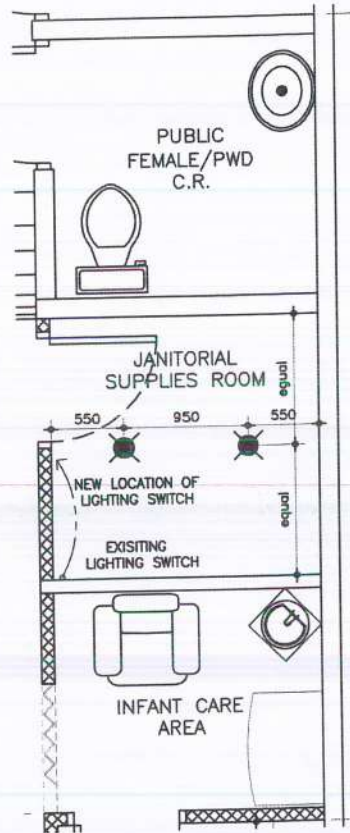 PUBLIC
FEMALE/PWD
C.R.
JANITORIAL
SUPPLIES ROOM
equal
550
950
550
NEW LOCATION OF
LIGHTING SWITCH
equal
EXISITING
LIGHTING SWITCH
INFANT CARE
AREA